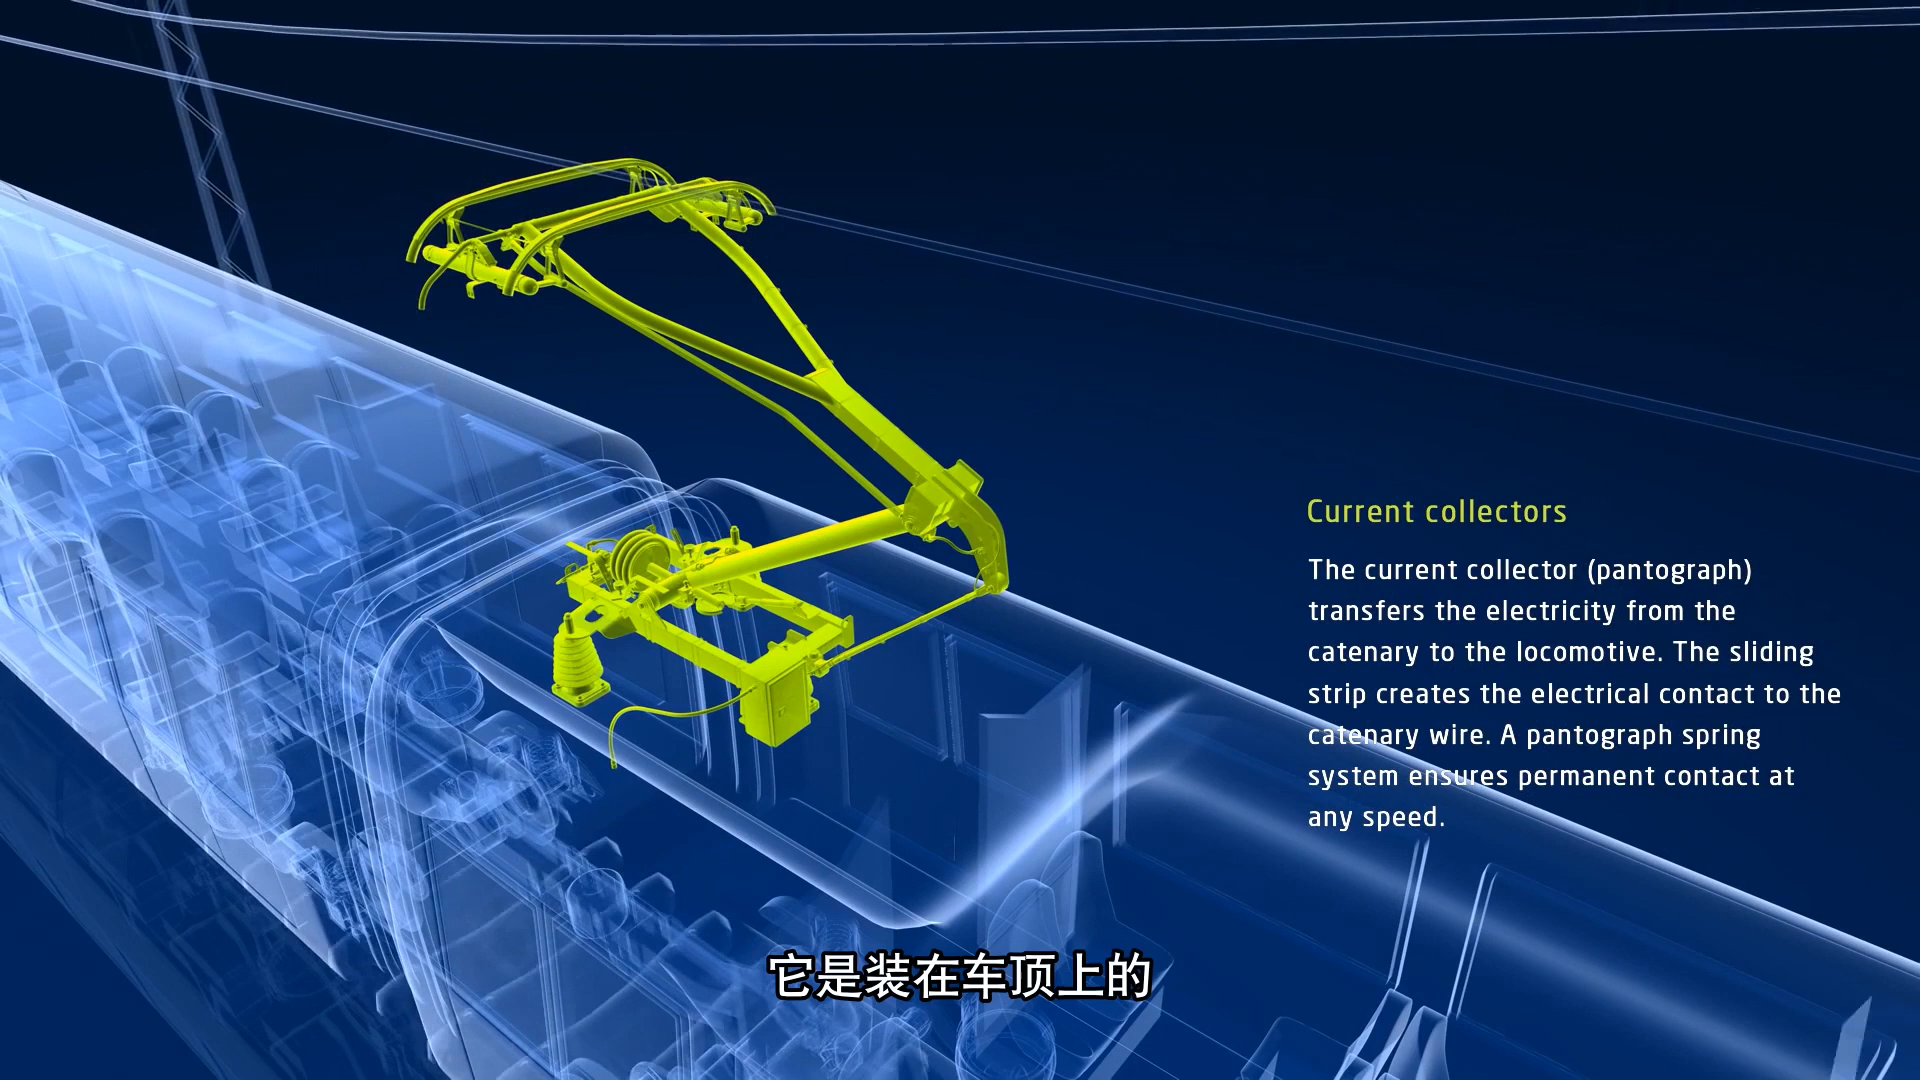 Current collectors
The current collector (pantograph)
transfers the electricity from the
catenary to the locomotive. The sliding
strip creates the electrical contact to the
catenary wire. A pantograph spring
system ensures permanent contact at
any speed.
它是装在车顶上的